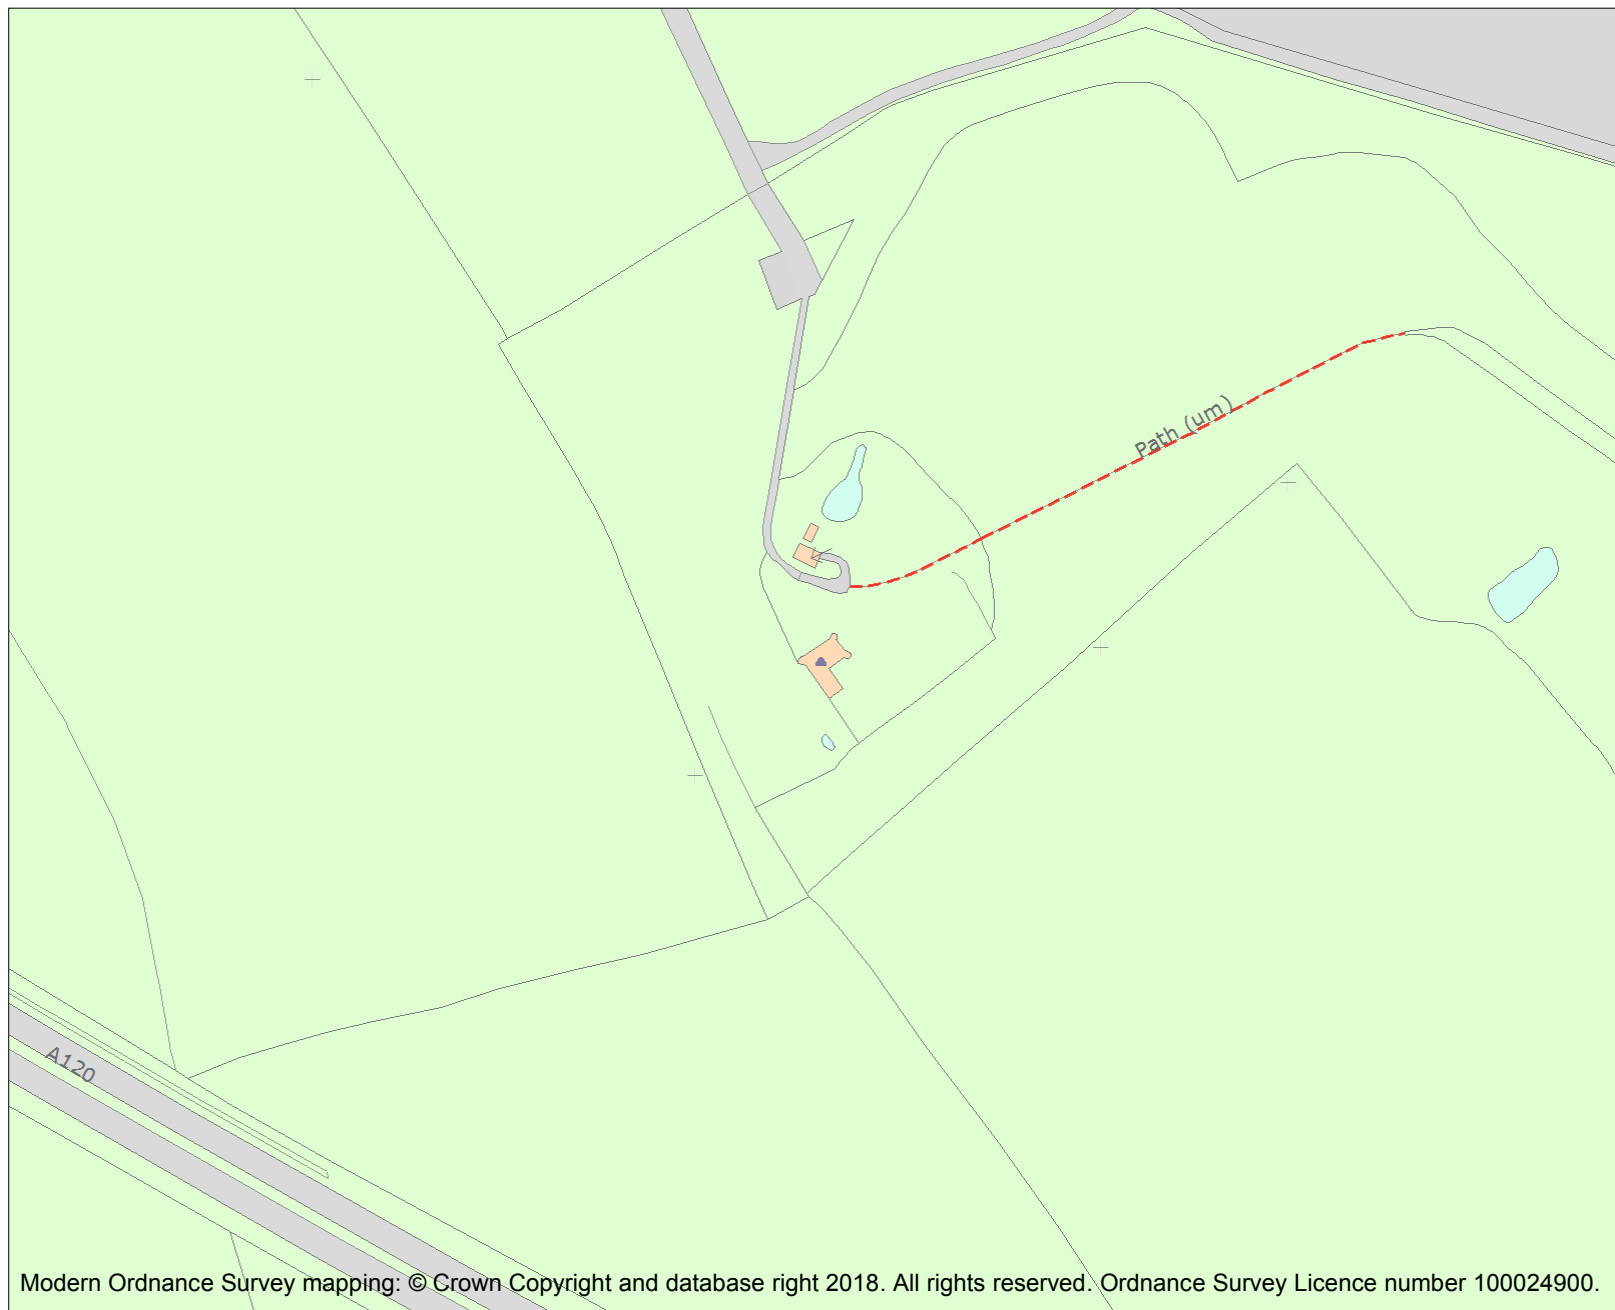 Path (um)
A120
Modern Ordnance Survey mapping: © Crown Copyright and database right 2018. All rights reserved. Ordnance Survey Licence number 100024900.